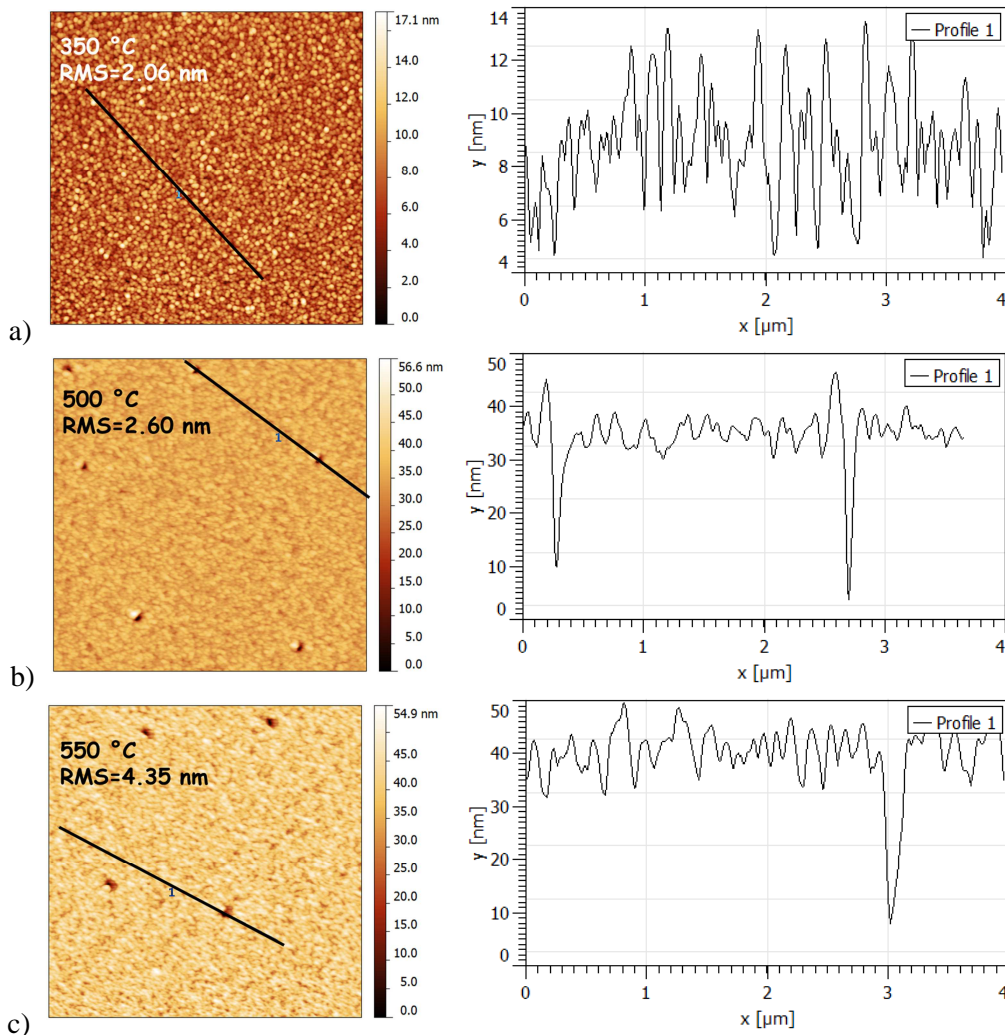 350 °C
RMS=2.06 nm
1
17.1 nm
14.0
12.0
10.0
8.0
6.0
4.0
2.0
0.0
Profile 1
y [nm]
14
12
10
8
6
4
0 1 2 3 4
x [µm]
a)
500 °C
RMS=2.60 nm
1
56.6 nm
50.0
45.0
40.0
35.0
30.0
25.0
20.0
15.0
10.0
5.0
0.0
Profile 1
y [nm]
50
40
30
20
10
0
0 1 2 3 4
x [µm]
b)
550 °C
RMS=4.35 nm
1
54.9 nm
45.0
40.0
35.0
30.0
25.0
20.0
15.0
10.0
5.0
0.0
Profile 1
y [nm]
50
40
30
20
10
0
0 1 2 3 4
x [µm]
c)